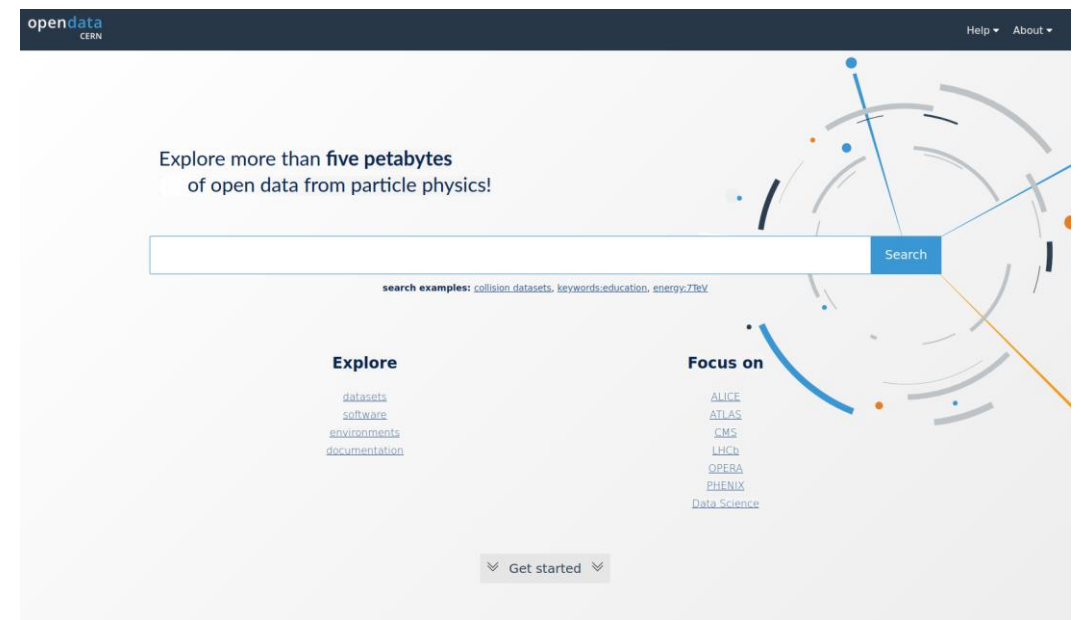 opendata
CERN
Help About
Explore more than five petabytes
of open data from particle physics!
Search
search examples: collision datasets, keywords:education, energy:7TeV
Explore
datasets
software
environments
documentation
Focus on
ALICE
ATLAS
CMS
LHCb
OPERA
PHENIX
Data Science
Get started